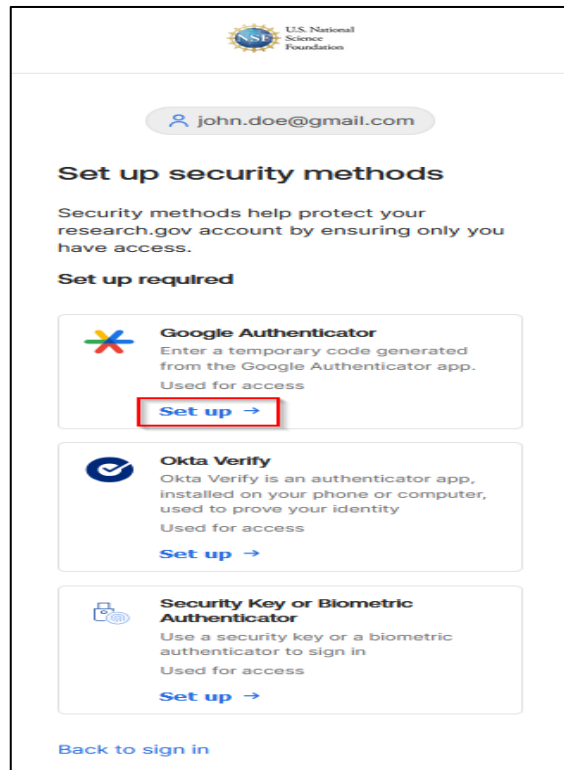 NSF
U.S. National
Science
Foundation
john.doe@gmail.com
Set up security methods
Security methods help protect your
research.gov account by ensuring only you
have access.
Set up required
Google Authenticator
Enter a temporary code generated
from the Google Authenticator app.
Used for access
Set up →
Okta Verify
Okta Verify is an authenticator app,
installed on your phone or computer,
used to prove your identity
Used for access
Set up →
Security Key or Biometric
Authenticator
Use a security key or a biometric
authenticator to sign in
Used for access
Set up →
Back to sign in